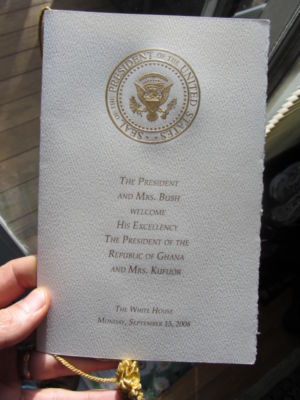 SEAL OF THE PRESIDENT OF THE UNITED STATES
THE PRESIDENT
AND MRS. BUSH
WELCOME
HIS EXCELLENCY
THE PRESIDENT OF THE
REPUBLIC OF GHANA
AND MRS. KUFUOR
THE WHITE HOUSE
MONDAY, SEPTEMBER 15, 2008